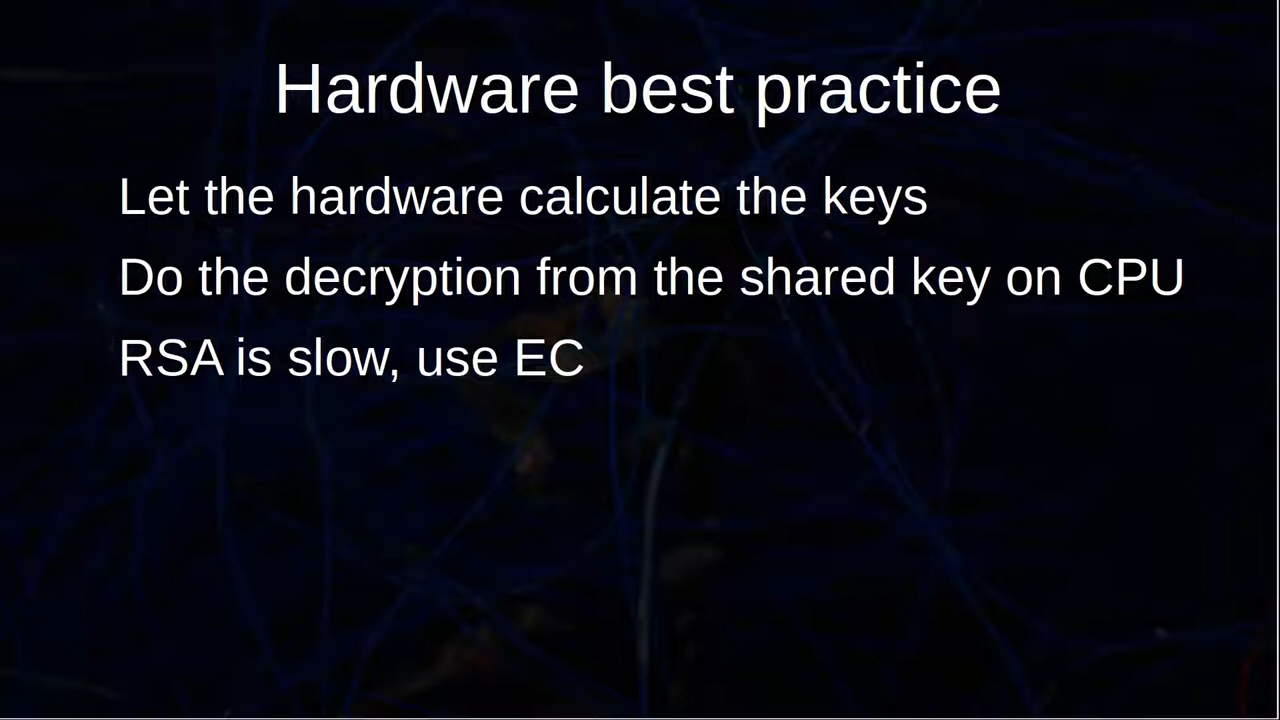 Hardware best practice
Let the hardware calculate the keys
Do the decryption from the shared key on CPU
RSA is slow, use EC